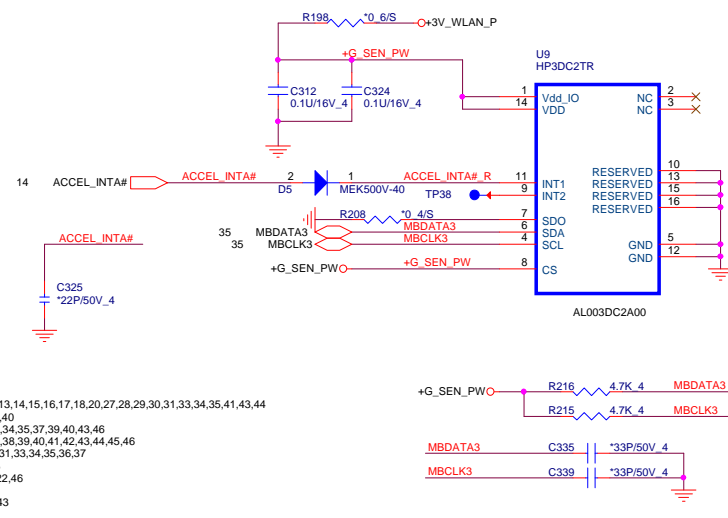 R198 *0_6/S +3V_WLAN_P
+G_SEN_PW
U9
HP3DC2TR
C312
0.1U/16V_4
C324
0.1U/16V_4
1 Vdd_IO NC 2
14 VDD NC 3
RESERVED 10
RESERVED 13
RESERVED 15
RESERVED 16
14 ACCEL_INTA# ACCEL_INTA# 2 1 ACCEL_INTA#_R 11 INT1
D5 MEK500V-40 TP38 9 INT2
R208 *0_4/S 7 SDO
35 MBDATA3 MBDATA3 6 SDA
35 MBCLK3 MBCLK3 4 SCL
GND 5
GND 12
+G_SEN_PW +G_SEN_PW 8 CS
AL003DC2A00
ACCEL_INTA#
C325
*22P/50V_4
13,14,15,16,17,18,20,27,28,29,30,31,33,34,35,41,43,44
,40
,34,35,37,39,40,43,46
,38,39,40,41,42,43,44,45,46
31,33,34,35,36,37
22,46
43
+G_SEN_PW R216 4.7K_4 MBDATA3
R215 4.7K_4 MBCLK3
MBDATA3 C335 *33P/50V_4
MBCLK3 C339 *33P/50V_4